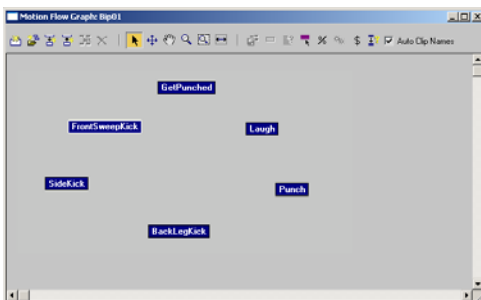 Motion Flow Graph: Bip01
Auto Clip Names
GetPunched
FrontSweepKick
Laugh
SideKick
Punch
BackLegKick